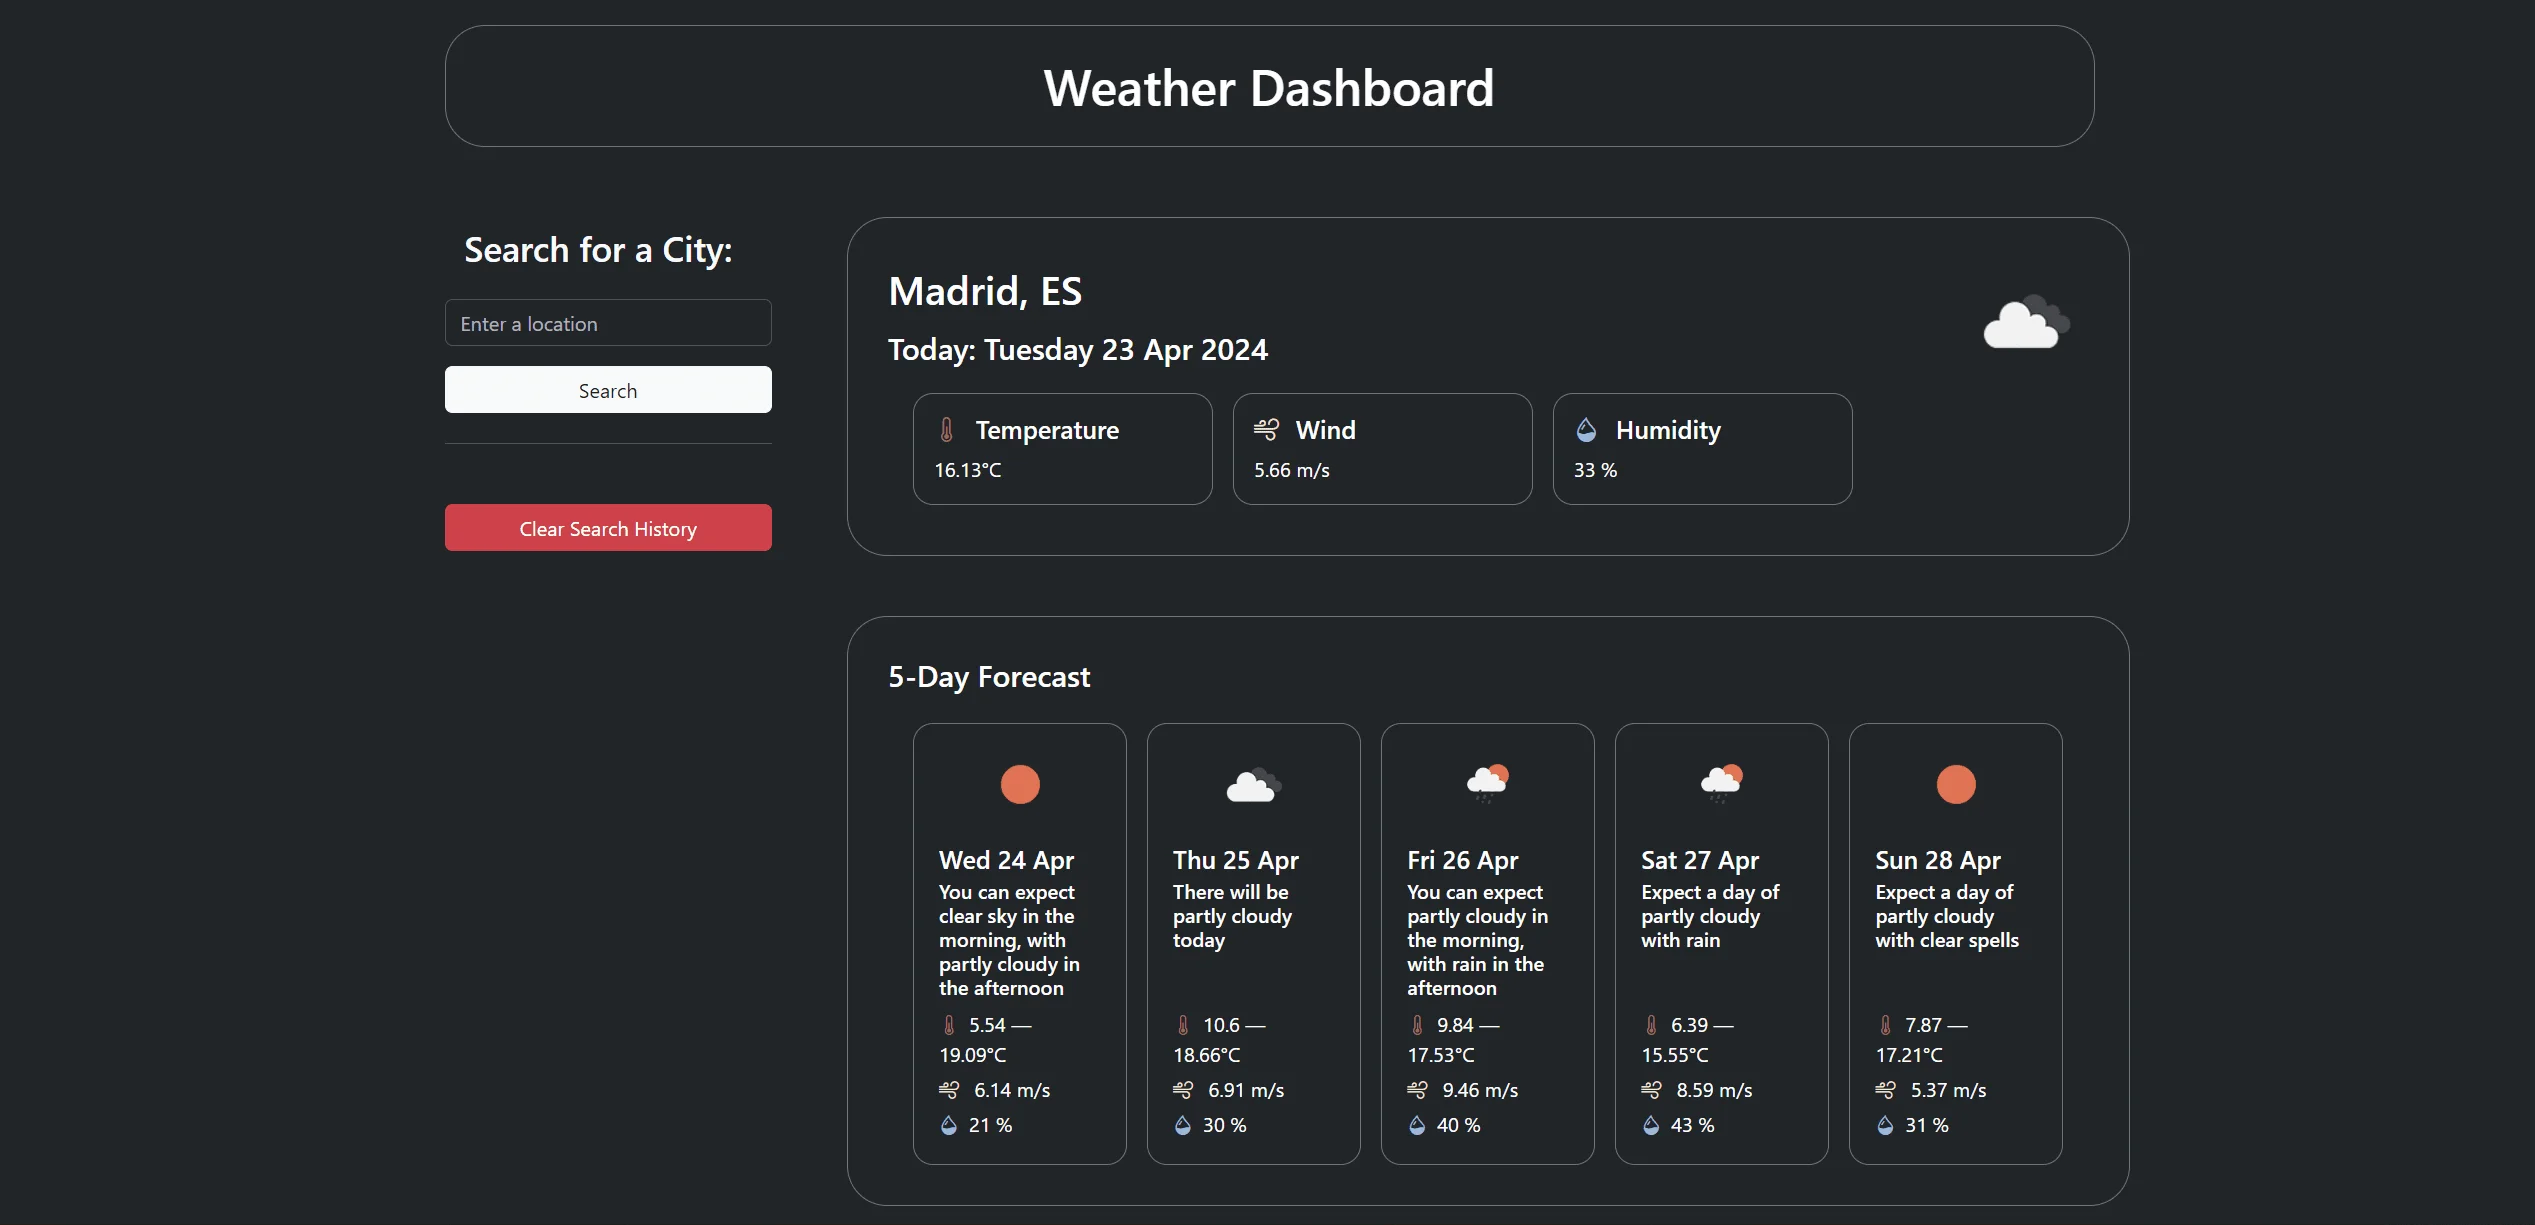 Weather Dashboard
Search for a City:
Enter a location
Search
Clear Search History
Madrid, ES
Today: Tuesday 23 Apr 2024
Temperature
16.13°C
Wind
5.66 m/s
Humidity
33 %
5-Day Forecast
Wed 24 Apr
You can expect
clear sky in the
morning, with
partly cloudy in
the afternoon
5.54 —
19.09°C
6.14 m/s
21 %
Thu 25 Apr
There will be
partly cloudy
today
10.6 —
18.66°C
6.91 m/s
30 %
Fri 26 Apr
You can expect
partly cloudy in
the morning,
with rain in the
afternoon
9.84 —
17.53°C
9.46 m/s
40 %
Sat 27 Apr
Expect a day of
partly cloudy
with rain
6.39 —
15.55°C
8.59 m/s
43 %
Sun 28 Apr
Expect a day of
partly cloudy
with clear spells
7.87 —
17.21°C
5.37 m/s
31 %